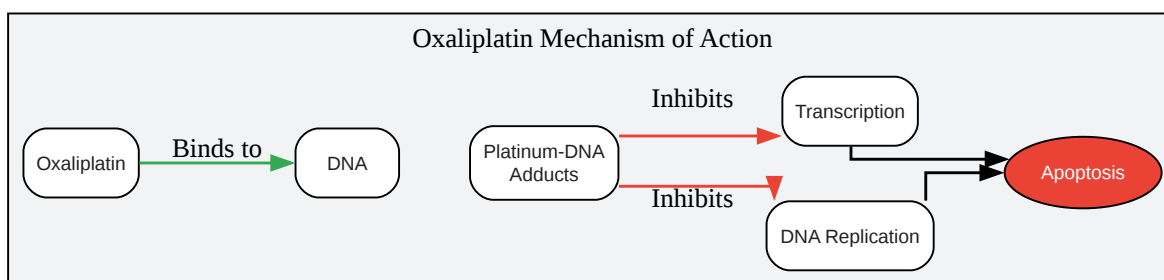 Oxaliplatin Mechanism of Action
Oxaliplatin
Binds to
DNA
Platinum-DNA
Adducts
Inhibits
Inhibits
Transcription
DNA Replication
Apoptosis